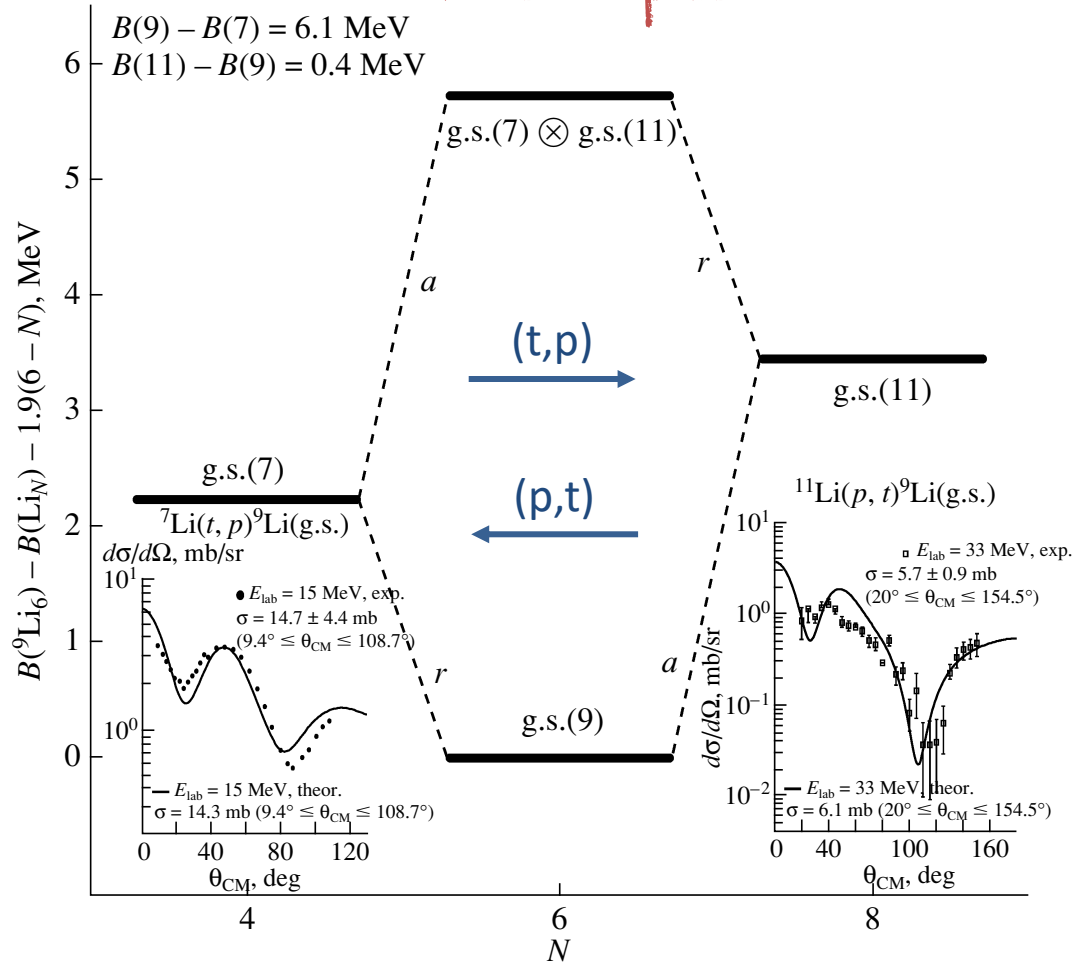 B(9) – B(7) = 6.1 MeV
B(11) – B(9) = 0.4 MeV
B(⁹Li₆) – B(Li_N) – 1.9(6 – N), MeV
6
5
4
3
2
1
0
g.s.(7) ⊗ g.s.(11)
a
r
(t,p)
g.s.(11)
g.s.(7)
(p,t)
r
a
g.s.(9)
⁷Li(t, p)⁹Li(g.s.)
dσ/dΩ, mb/sr
10¹
10⁰
● E_lab = 15 MeV, exp.
σ = 14.7 ± 4.4 mb
(9.4° ≤ θ_CM ≤ 108.7°)
— E_lab = 15 MeV, theor.
σ = 14.3 mb (9.4° ≤ θ_CM ≤ 108.7°)
0 40 80 120
θ_CM, deg
¹¹Li(p, t)⁹Li(g.s.)
dσ/dΩ, mb/sr
10¹
10⁰
10⁻¹
10⁻²
E_lab = 33 MeV, exp.
σ = 5.7 ± 0.9 mb
(20° ≤ θ_CM ≤ 154.5°)
— E_lab = 33 MeV, theor.
σ = 6.1 mb (20° ≤ θ_CM ≤ 154.5°)
0 40 100 160
θ_CM, deg
4 6 8
N